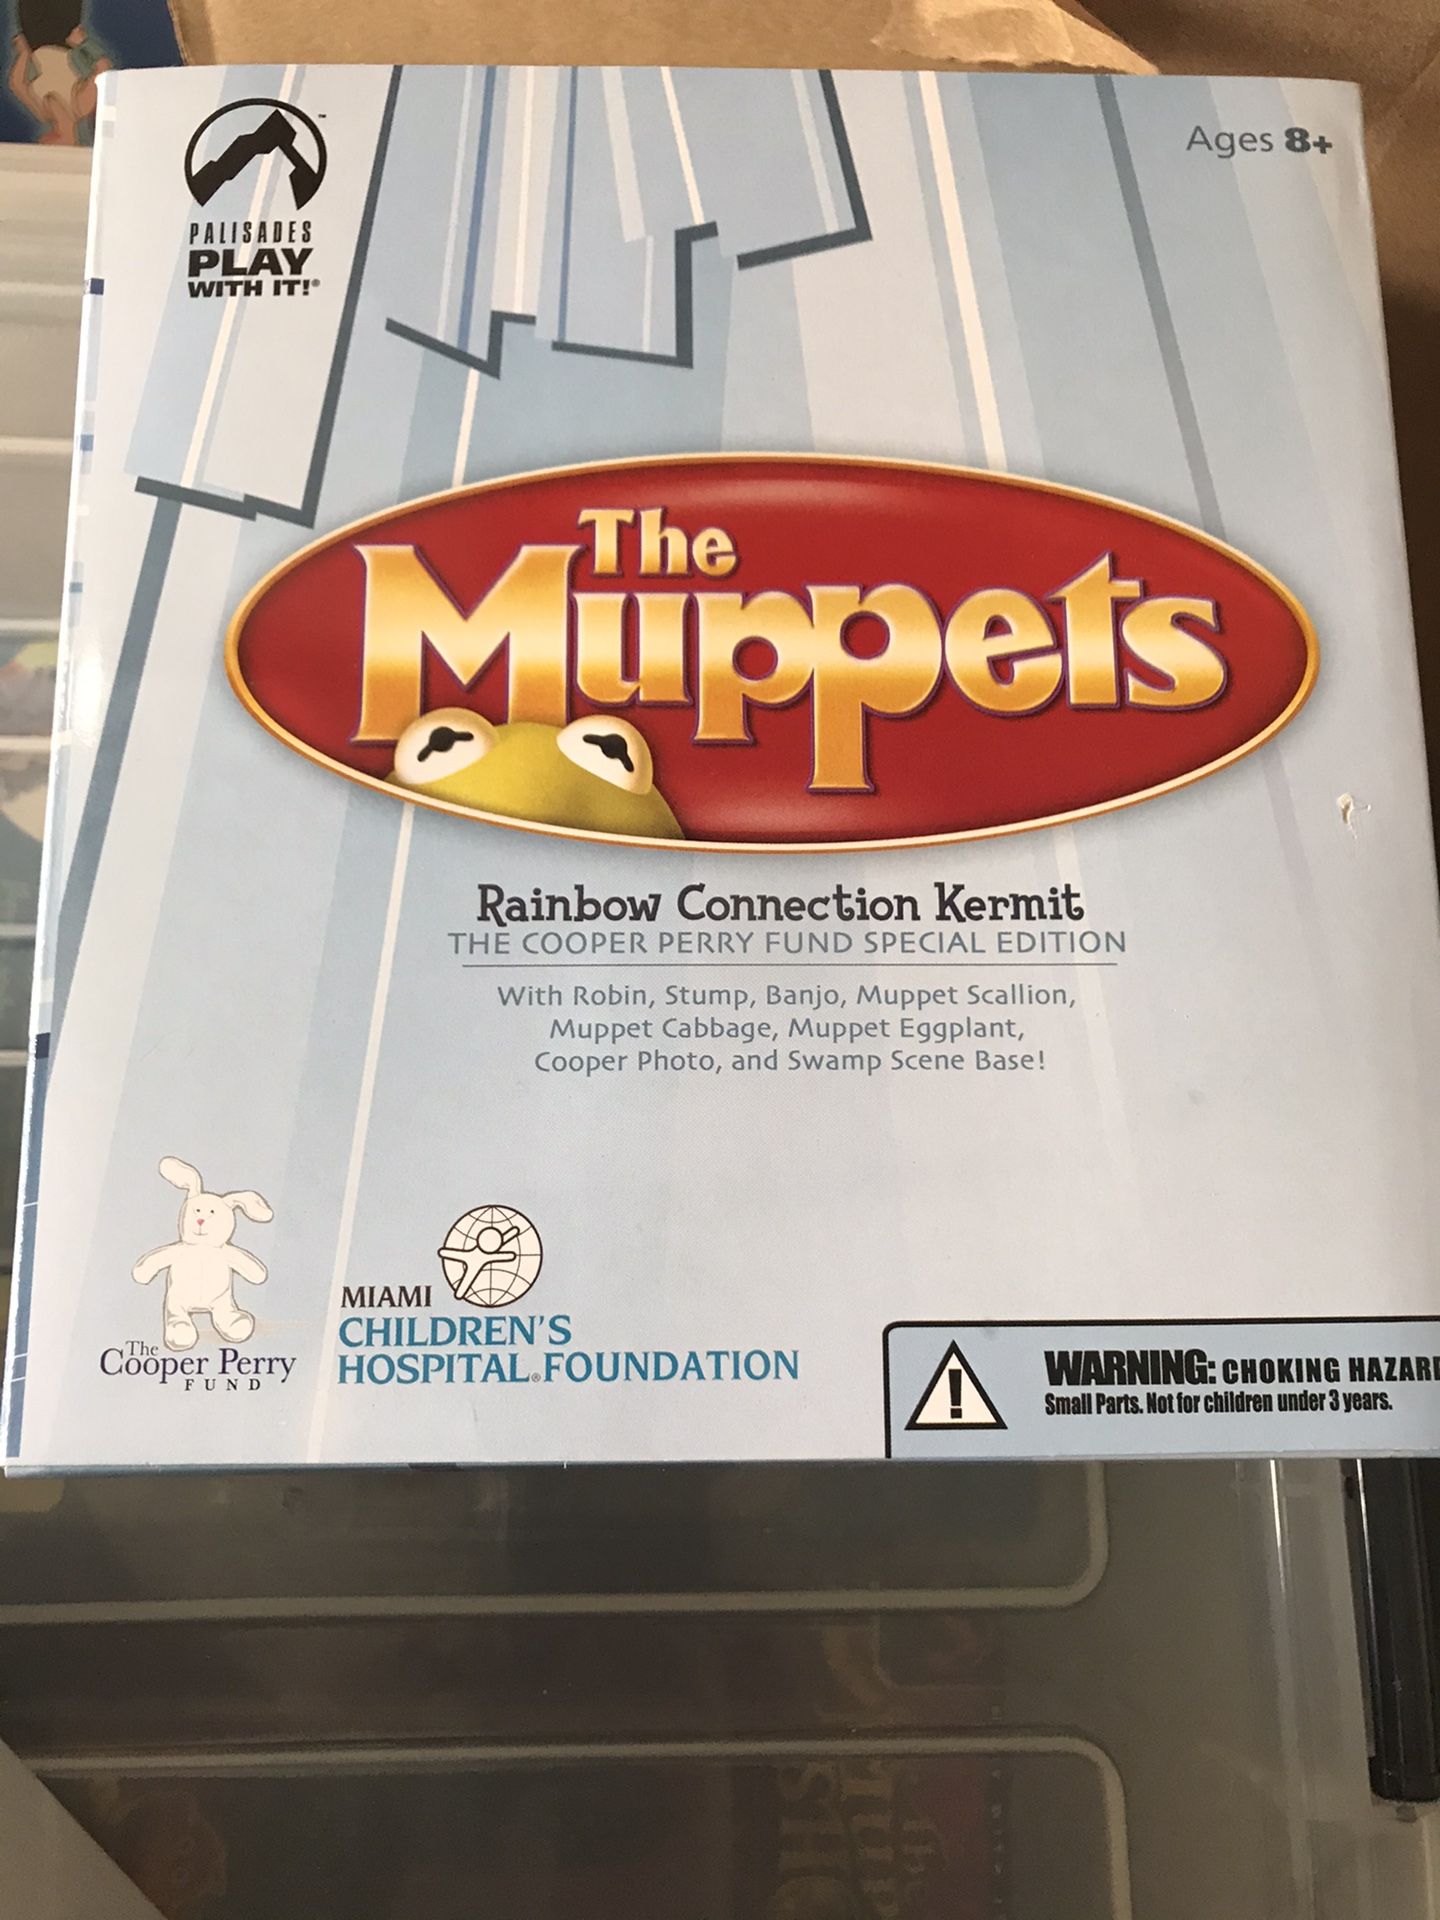 PALISADES
PLAY
WITH IT!®
Ages 8+
The
Muppets
Rainbow Connection Kermit
THE COOPER PERRY FUND SPECIAL EDITION
With Robin, Stump, Banjo, Muppet Scallion,
Muppet Cabbage, Muppet Eggplant,
Cooper Photo, and Swamp Scene Base!
The
Cooper Perry
FUND
MIAMI
CHILDREN'S
HOSPITAL®FOUNDATION
WARNING: CHOKING HAZARD
Small Parts. Not for children under 3 years.